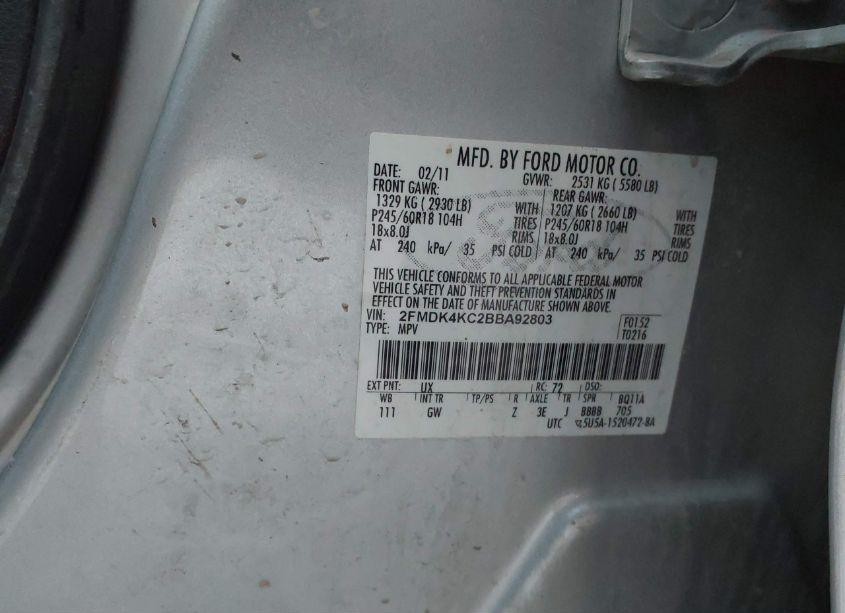 MFD. BY FORD MOTOR CO.
DATE: 02/11 GVWR: 2531 KG ( 5580 LB)
FRONT GAWR: REAR GAWR:
1329 KG ( 2930 LB) WITH 1207 KG ( 2660 LB) WITH
P245/60R18 104H TIRES P245/60R18 104H TIRES
18x8.0J RIMS 18x8.0J RIMS
AT 240 kPa/ 35 PSI COLD AT 240 kPa/ 35 PSI COLD
THIS VEHICLE CONFORMS TO ALL APPLICABLE FEDERAL MOTOR
VEHICLE SAFETY AND THEFT PREVENTION STANDARDS IN
EFFECT ON THE DATE OF MANUFACTURE SHOWN ABOVE.
VIN: 2FMDK4KC2BBA92803 F0152
TYPE: MPV T0216
EXT PNT: UX RC: 72 DSO:
WB INT TR TP/PS R AXLE TR SPR BQ11A
111 GW Z 3E J BBBB 705
UTC 5U5A-1520472-BA